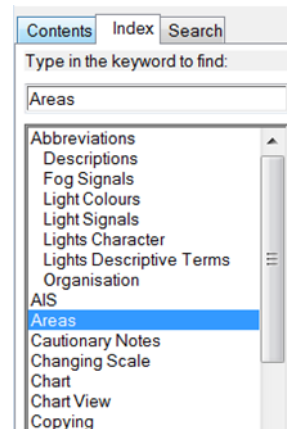 Contents Index Search
Type in the keyword to find:
Areas
Abbreviations
Descriptions
Fog Signals
Light Colours
Light Signals
Lights Character
Lights Descriptive Terms
Organisation
AIS
Areas
Cautionary Notes
Changing Scale
Chart
Chart View
Copying